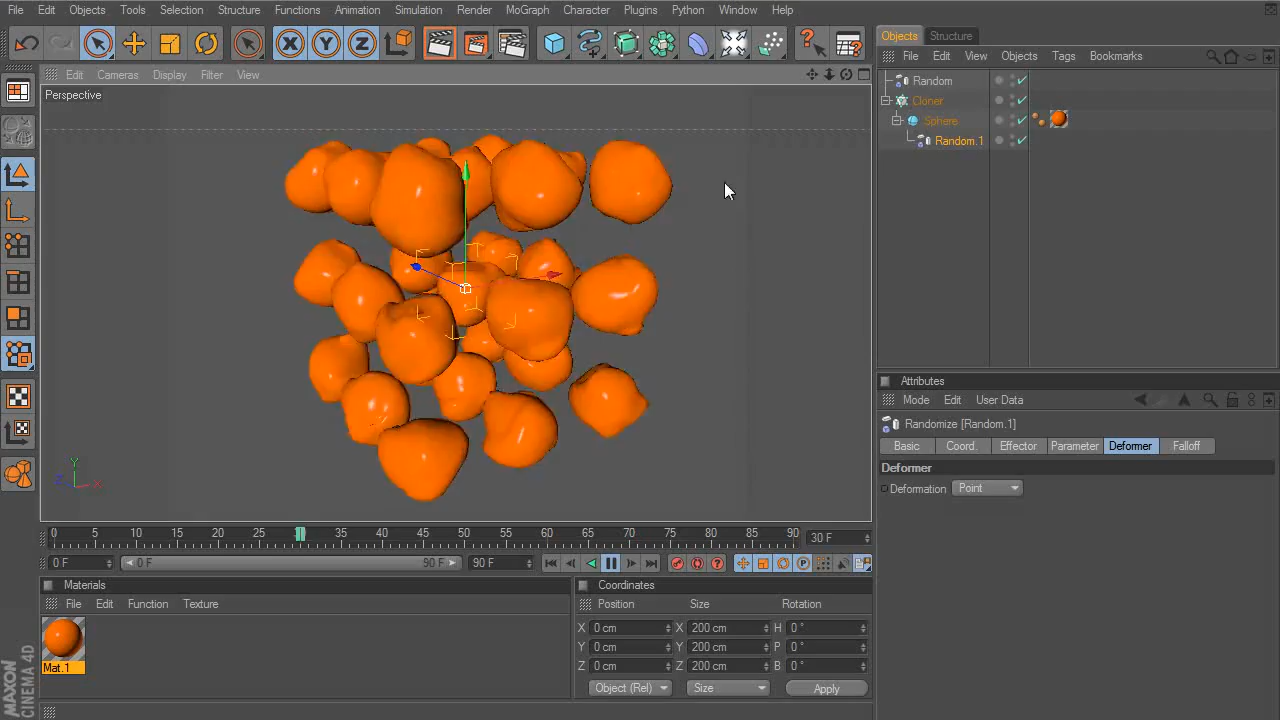 File Edit Objects Tools Selection Structure Functions Animation Simulation Render MoGraph Character Plugins Python Window Help
Objects Structure
Edit Cameras Display Filter View
File Edit View Objects Tags Bookmarks
Perspective
Random
Cloner
Sphere
Random.1
Attributes
Mode Edit User Data
Randomize [Random.1]
Basic Coord. Effector Parameter Deformer Falloff
Deformer
Deformation Point
Y
Z X
0 5 10 15 20 25 30 35 40 45 50 55 60 65 70 75 80 85 90 30 F
0 F 0 F 90 F 90 F
Materials
File Edit Function Texture
Mat.1
Coordinates
Position Size Rotation
X 0 cm X 200 cm H 0 °
Y 0 cm Y 200 cm P 0 °
Z 0 cm Z 200 cm B 0 °
Object (Rel) Size Apply
MAXON
CINEMA 4D